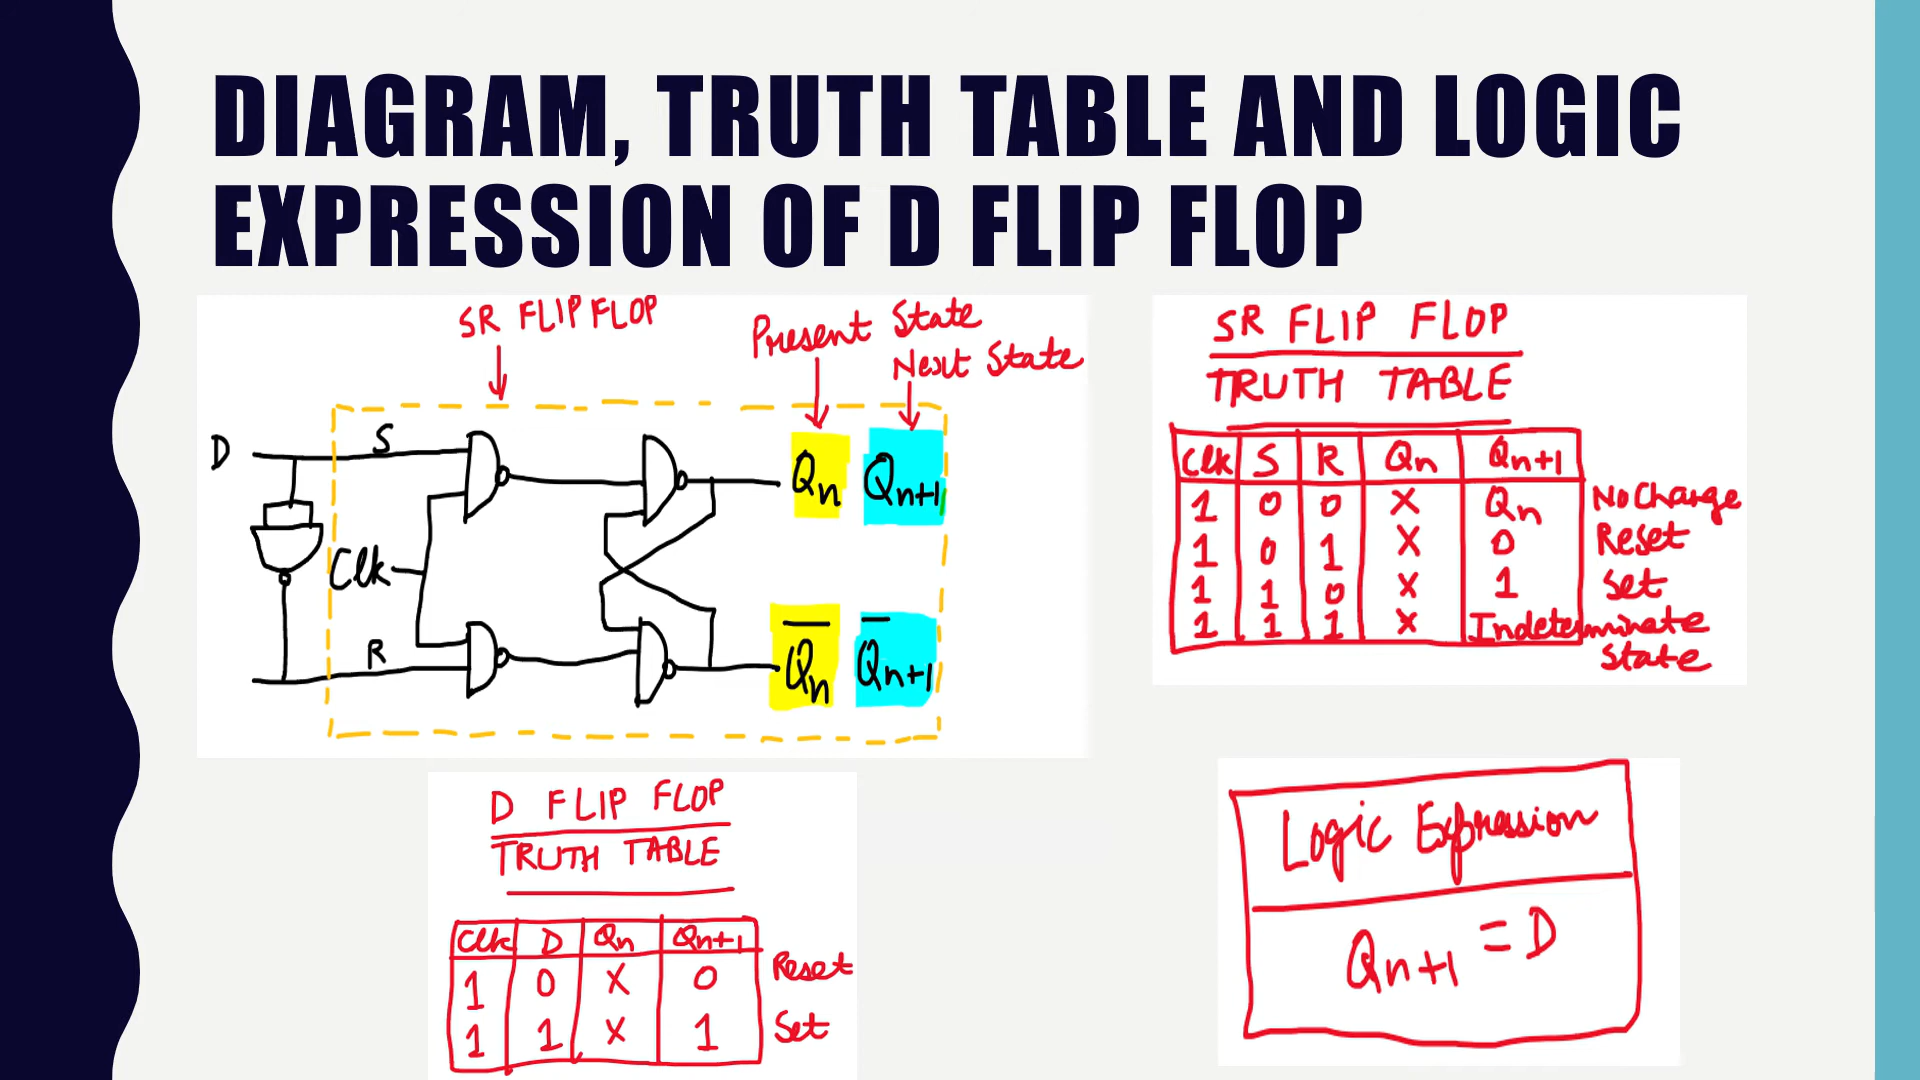 DIAGRAM, TRUTH TABLE AND LOGIC
EXPRESSION OF D FLIP FLOP
SR FLIP FLOP
Present State
Next State
D
S
Clk
R
Qn Qn+1
Q̅n Q̅n+1
SR FLIP FLOP
TRUTH TABLE
Clk S R Qn Qn+1
1 0 0 X Qn No Change
1 0 1 X 0 Reset
1 1 0 X 1 Set
1 1 1 X Indeterminate
State
D FLIP FLOP
TRUTH TABLE
Clk D Qn Qn+1
1 0 X 0 Reset
1 1 X 1 Set
Logic Expression
Qn+1 = D